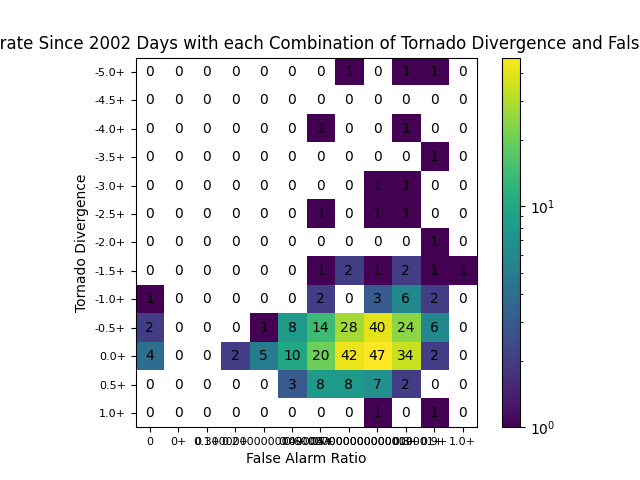 rate Since 2002 Days with each Combination of Tornado Divergence and Fals
-5.0+ 0 0 0 0 0 0 0 1 0 1 1 0
-4.5+ 0 0 0 0 0 0 0 0 0 0 0 0
-4.0+ 0 0 0 0 0 0 1 0 0 1 0 0
-3.5+ 0 0 0 0 0 0 0 0 0 0 1 0
-3.0+ 0 0 0 0 0 0 0 0 1 1 0 0
-2.5+ 0 0 0 0 0 0 1 0 1 1 0 0
-2.0+ 0 0 0 0 0 0 0 0 0 0 1 0
-1.5+ 0 0 0 0 0 0 1 2 1 2 1 1
-1.0+ 1 0 0 0 0 0 2 0 3 6 2 0
-0.5+ 2 0 0 0 1 8 14 28 40 24 6 0
0.0+ 4 0 0 2 5 10 20 42 47 34 2 0
0.5+ 0 0 0 0 0 3 8 8 7 2 0 0
1.0+ 0 0 0 0 0 0 0 0 1 0 1 0
0 0+ 1.0+
False Alarm Ratio
Tornado Divergence
10^1
10^0